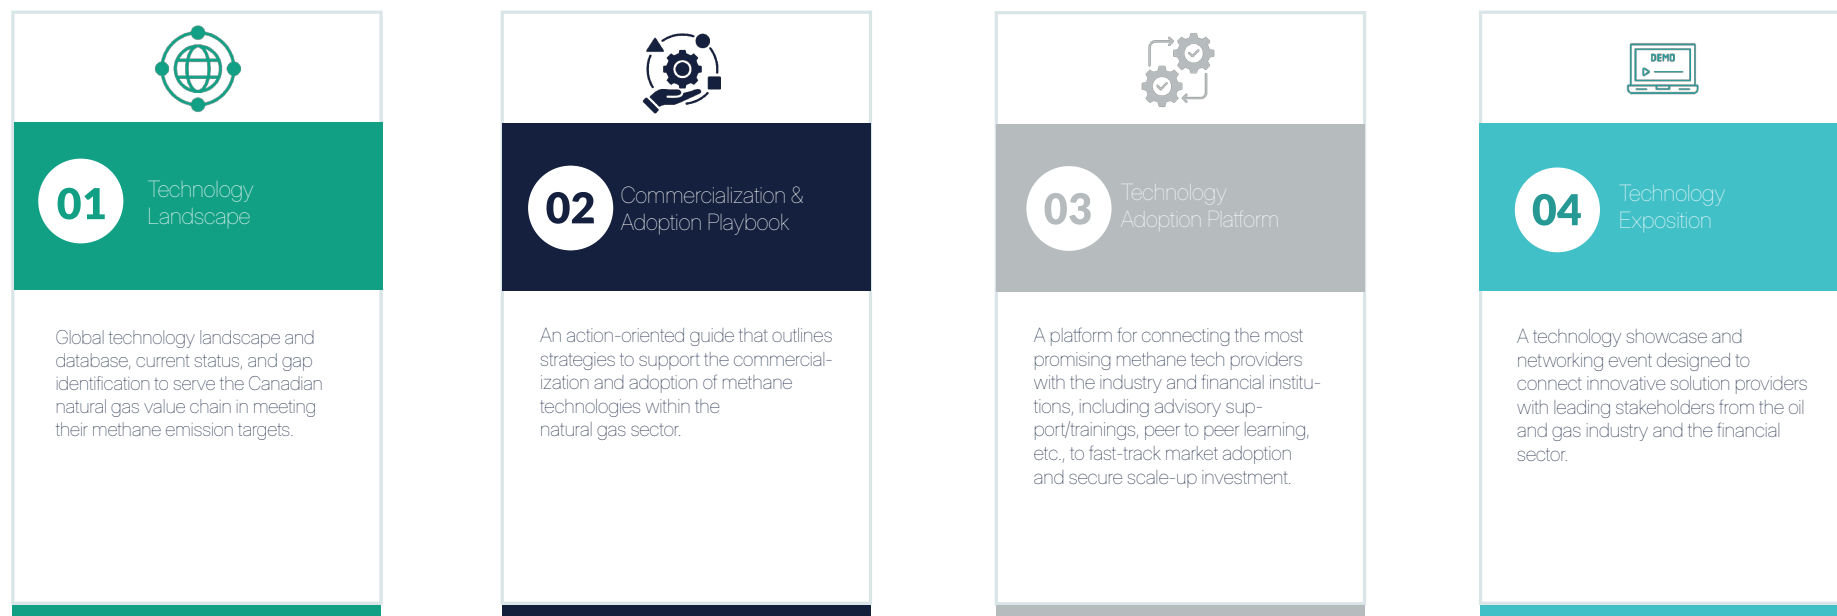 01
Technology
Landscape
Global technology landscape and
database, current status, and gap
identification to serve the Canadian
natural gas value chain in meeting
their methane emission targets.
02
Commercialization &
Adoption Playbook
An action-oriented guide that outlines
strategies to support the commercial-
ization and adoption of methane
technologies within the
natural gas sector.
03
Technology
Adoption Platform
A platform for connecting the most
promising methane tech providers
with the industry and financial institu-
tions, including advisory sup-
port/trainings, peer to peer learning,
etc., to fast-track market adoption
and secure scale-up investment.
DEMO
04
Technology
Exposition
A technology showcase and
networking event designed to
connect innovative solution providers
with leading stakeholders from the oil
and gas industry and the financial
sector.